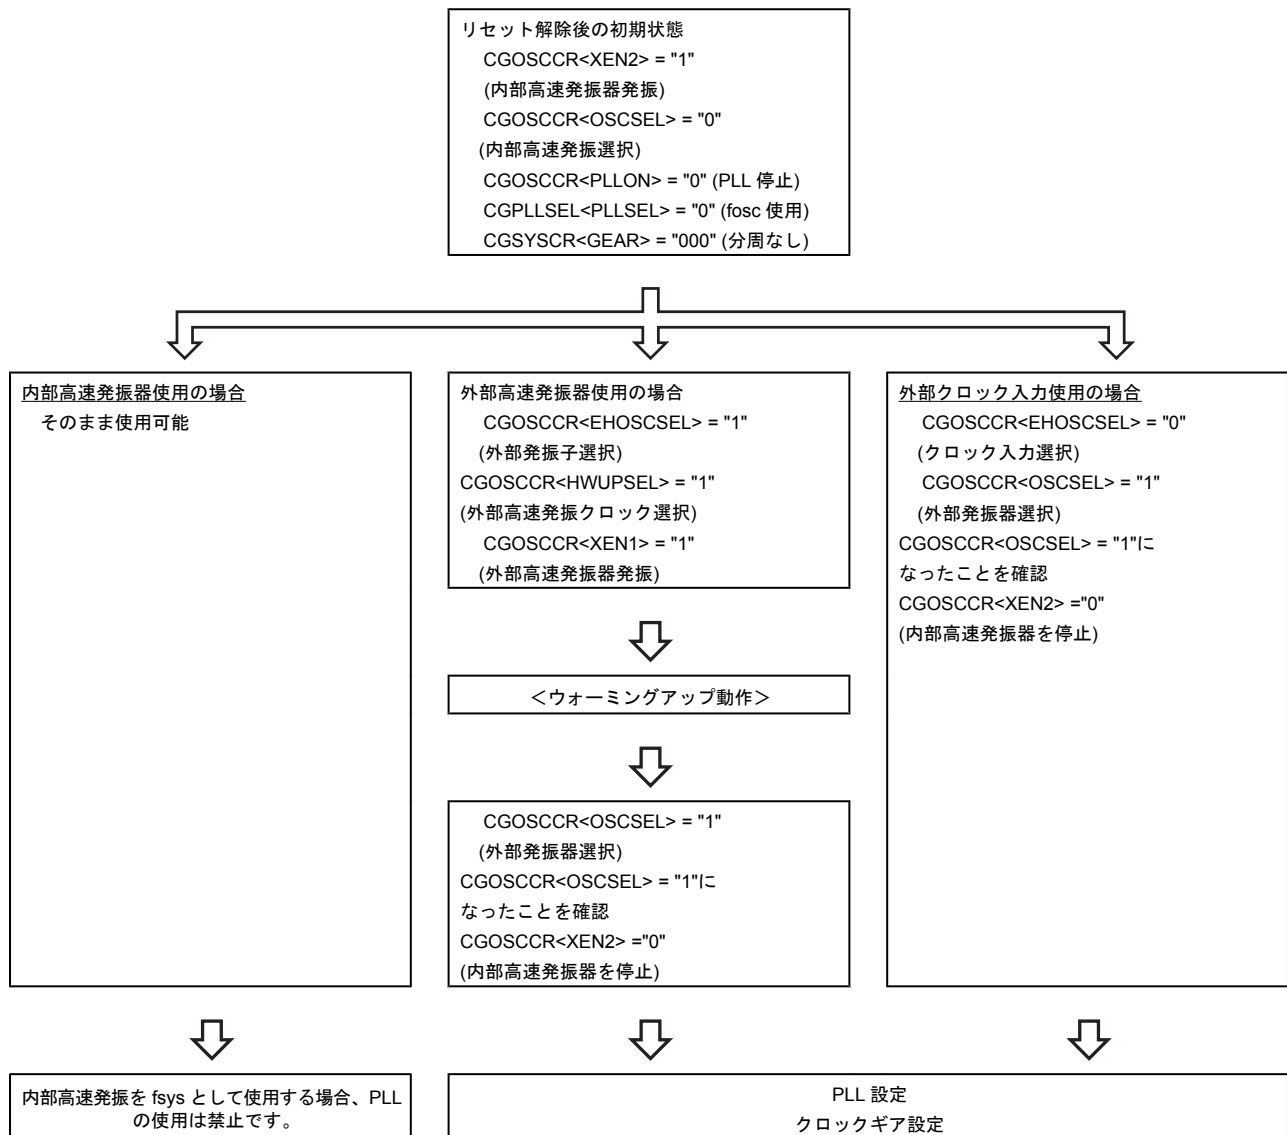 リセット解除後の初期状態
CGOSCCR<XEN2> = "1"
(内部高速発振器発振)
CGOSCCR<OSCSEL> = "0"
(内部高速発振選択)
CGOSCCR<PLLON> = "0" (PLL 停止)
CGPLLSEL<PLLSEL> = "0" (fosc 使用)
CGSYSCR<GEAR> = "000" (分周なし)
内部高速発振器使用の場合
そのまま使用可能
外部高速発振器使用の場合
CGOSCCR<EHOSCSEL> = "1"
(外部発振子選択)
CGOSCCR<HWUPSEL> = "1"
(外部高速発振クロック選択)
CGOSCCR<XEN1> = "1"
(外部高速発振器発振)
<ウォーミングアップ動作>
CGOSCCR<OSCSEL> = "1"
(外部発振器選択)
CGOSCCR<OSCSEL> = "1"に
なったことを確認
CGOSCCR<XEN2> ="0"
(内部高速発振器を停止)
外部クロック入力使用の場合
CGOSCCR<EHOSCSEL> = "0"
(クロック入力選択)
CGOSCCR<OSCSEL> = "1"
(外部発振器選択)
CGOSCCR<OSCSEL> = "1"に
なったことを確認
CGOSCCR<XEN2> ="0"
(内部高速発振器を停止)
内部高速発振を fsys として使用する場合、PLL
の使用は禁止です。
PLL 設定
クロックギア設定